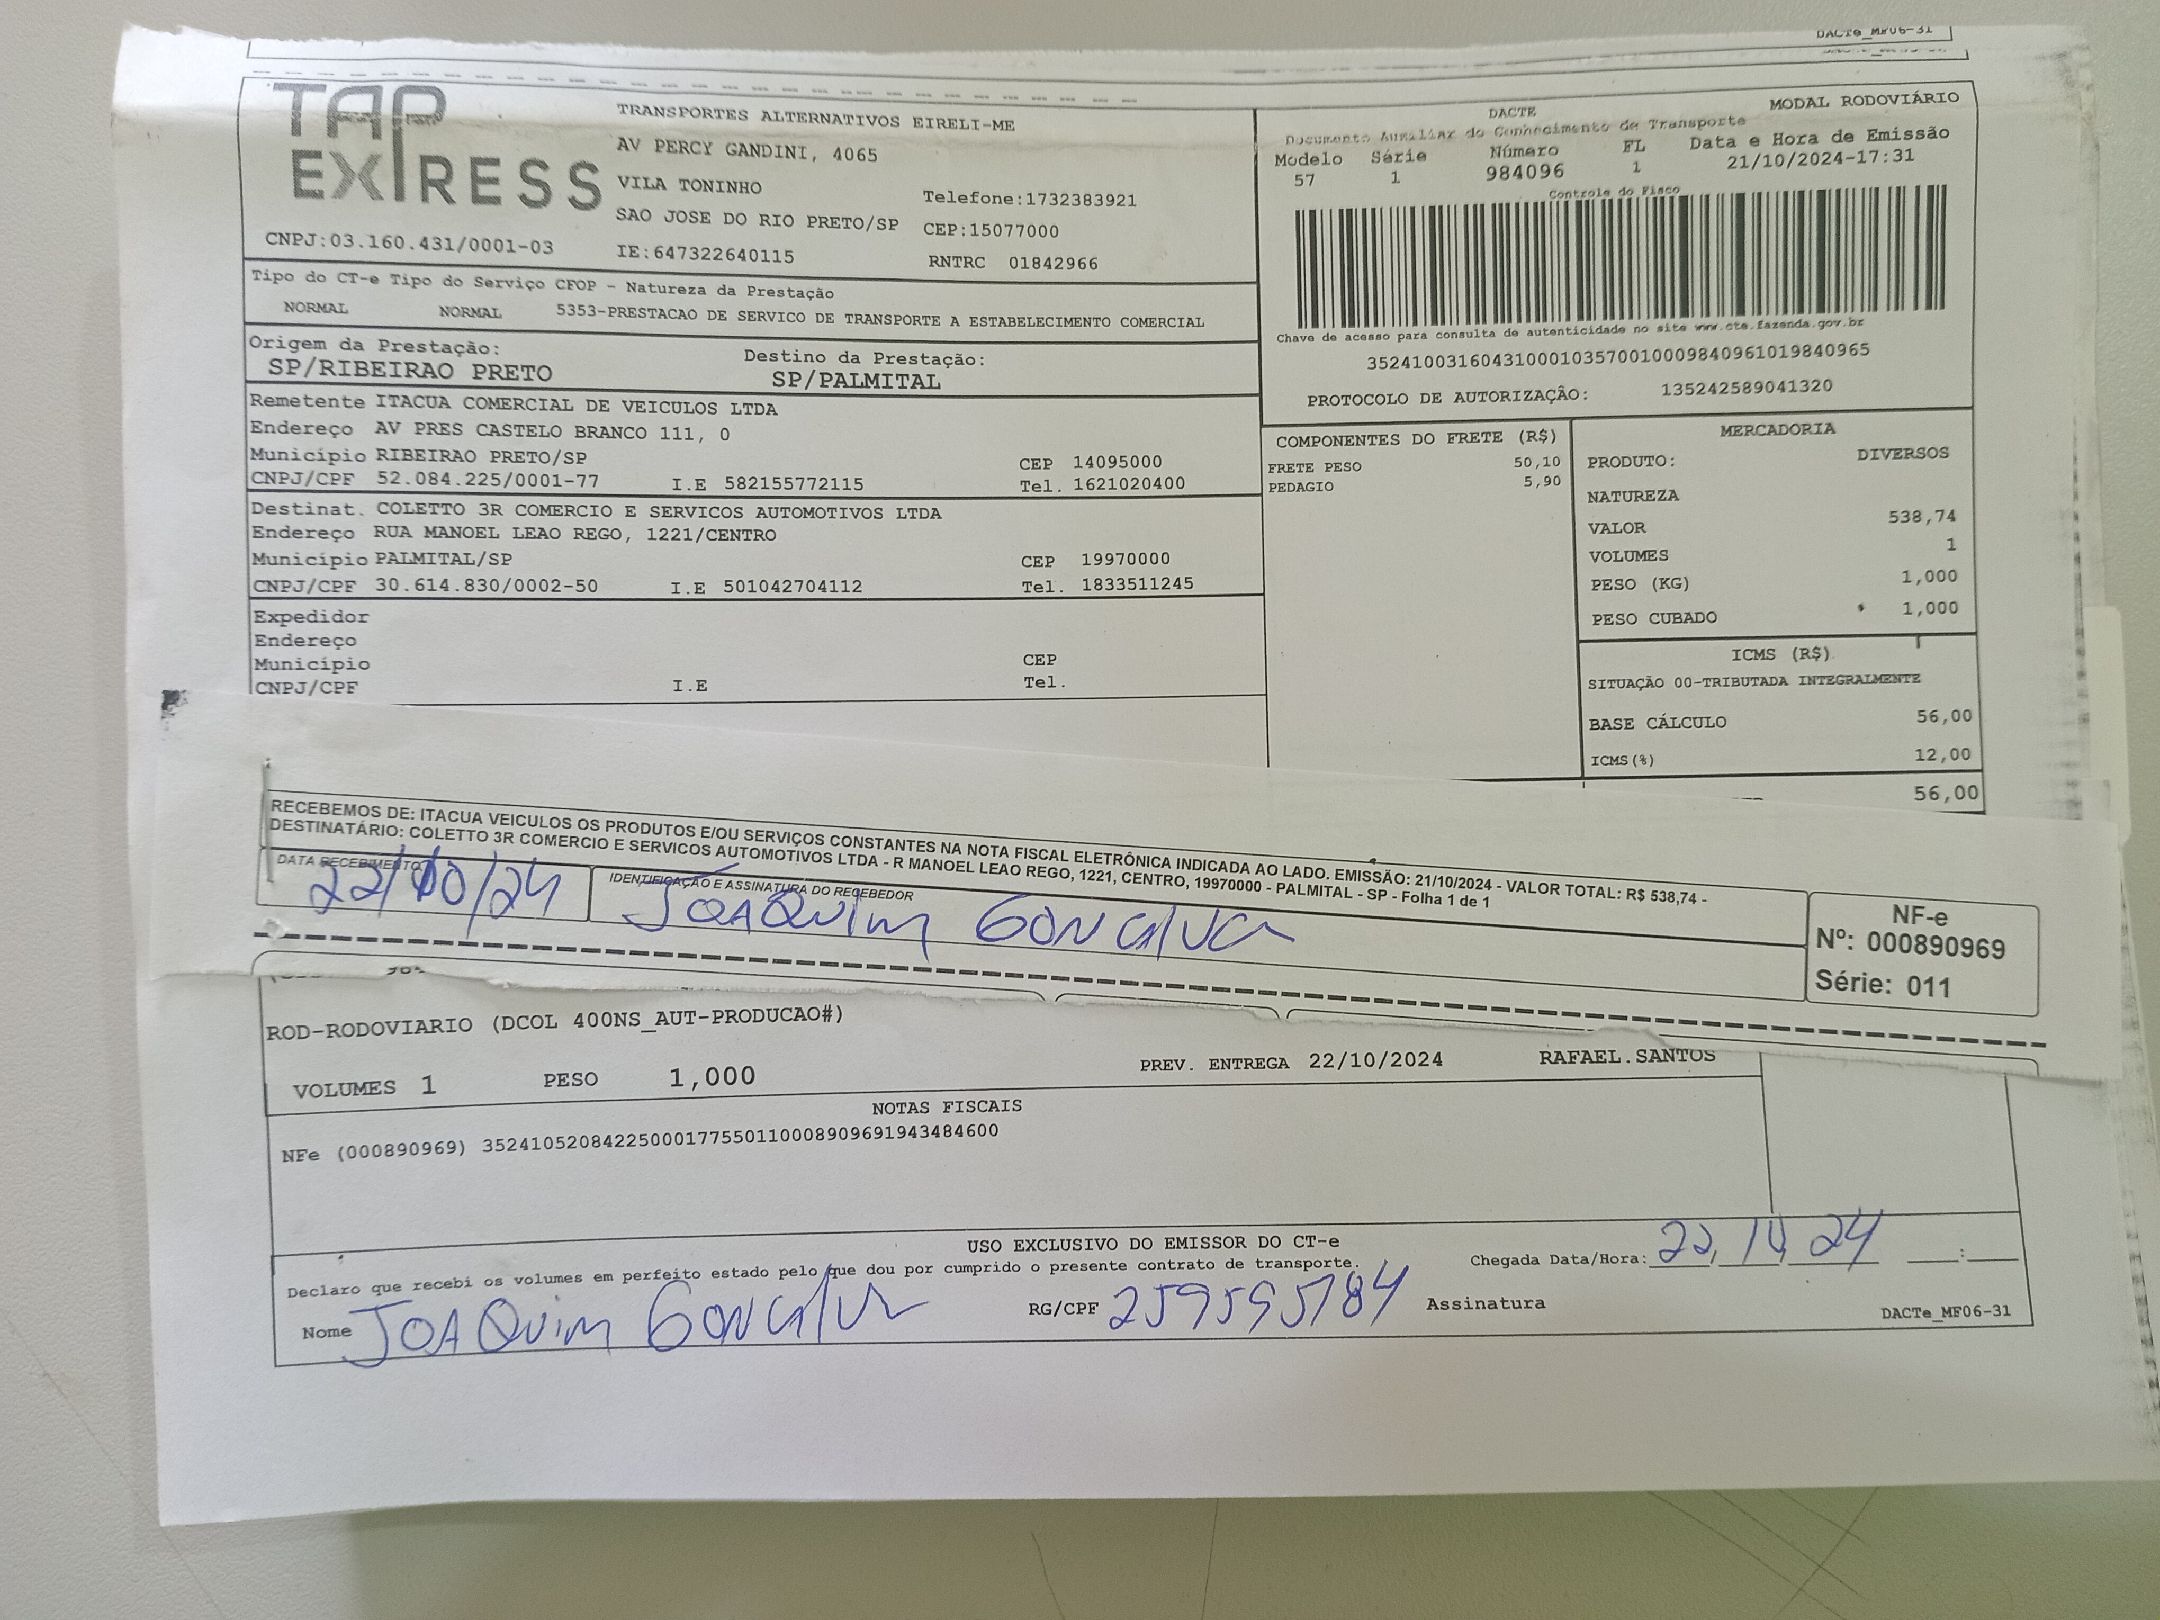 DACTe_MF06-31
TAP EXPRESS
TRANSPORTES ALTERNATIVOS EIRELI-ME
AV PERCY GANDINI, 4065
VILA TONINHO
Telefone:1732383921
SAO JOSE DO RIO PRETO/SP CEP:15077000
CNPJ:03.160.431/0001-03 IE:647322640115 RNTRC 01842966
DACTE MODAL RODOVIÁRIO
Documento Auxiliar do Conhecimento de Transporte
Modelo Série Número FL Data e Hora de Emissão
57 1 984096 1 21/10/2024-17:31
Controle do Fisco
Chave de acesso para consulta de autenticidade no site www.cte.fazenda.gov.br
35241003160431000103570010009840961019840965
PROTOCOLO DE AUTORIZAÇÃO: 135242589041320
Tipo do CT-e Tipo do Serviço CFOP - Natureza da Prestação
NORMAL NORMAL 5353-PRESTACAO DE SERVICO DE TRANSPORTE A ESTABELECIMENTO COMERCIAL
Origem da Prestação: Destino da Prestação:
SP/RIBEIRAO PRETO SP/PALMITAL
Remetente ITACUA COMERCIAL DE VEICULOS LTDA
Endereço AV PRES CASTELO BRANCO 111, 0
Município RIBEIRAO PRETO/SP CEP 14095000
CNPJ/CPF 52.084.225/0001-77 I.E 582155772115 Tel. 1621020400
Destinat. COLETTO 3R COMERCIO E SERVICOS AUTOMOTIVOS LTDA
Endereço RUA MANOEL LEAO REGO, 1221/CENTRO
Município PALMITAL/SP CEP 19970000
CNPJ/CPF 30.614.830/0002-50 I.E 501042704112 Tel. 1833511245
Expedidor
Endereço
Município CEP
CNPJ/CPF I.E Tel.
COMPONENTES DO FRETE (R$)
FRETE PESO 50,10
PEDAGIO 5,90
MERCADORIA
PRODUTO: DIVERSOS
NATUREZA
VALOR 538,74
VOLUMES 1
PESO (KG) 1,000
PESO CUBADO 1,000
ICMS (R$)
SITUAÇÃO 00-TRIBUTADA INTEGRALMENTE
BASE CÁLCULO 56,00
ICMS(%) 12,00
56,00
RECEBEMOS DE: ITACUA VEICULOS OS PRODUTOS E/OU SERVIÇOS CONSTANTES NA NOTA FISCAL ELETRÔNICA INDICADA AO LADO. EMISSÃO: 21/10/2024 - VALOR TOTAL: R$ 538,74 -
DESTINATÁRIO: COLETTO 3R COMERCIO E SERVICOS AUTOMOTIVOS LTDA - R MANOEL LEAO REGO, 1221, CENTRO, 19970000 - PALMITAL - SP - Folha 1 de 1
DATA RECEBIMENTO IDENTIFICAÇÃO E ASSINATURA DO RECEBEDOR
22/10/24 JOAQUIM
NF-e
Nº: 000890969
Série: 011
ROD-RODOVIARIO (DCOL 400NS_AUT-PRODUCAO#)
VOLUMES 1 PESO 1,000 PREV. ENTREGA 22/10/2024 RAFAEL.SANTOS
NOTAS FISCAIS
NFe (000890969) 35241052084225000177550110008909691943484600
USO EXCLUSIVO DO EMISSOR DO CT-e
Declaro que recebi os volumes em perfeito estado pelo que dou por cumprido o presente contrato de transporte. Chegada Data/Hora: 22, 10, 24 :
Nome JOAQUIM RG/CPF 259595184 Assinatura
DACTe_MF06-31